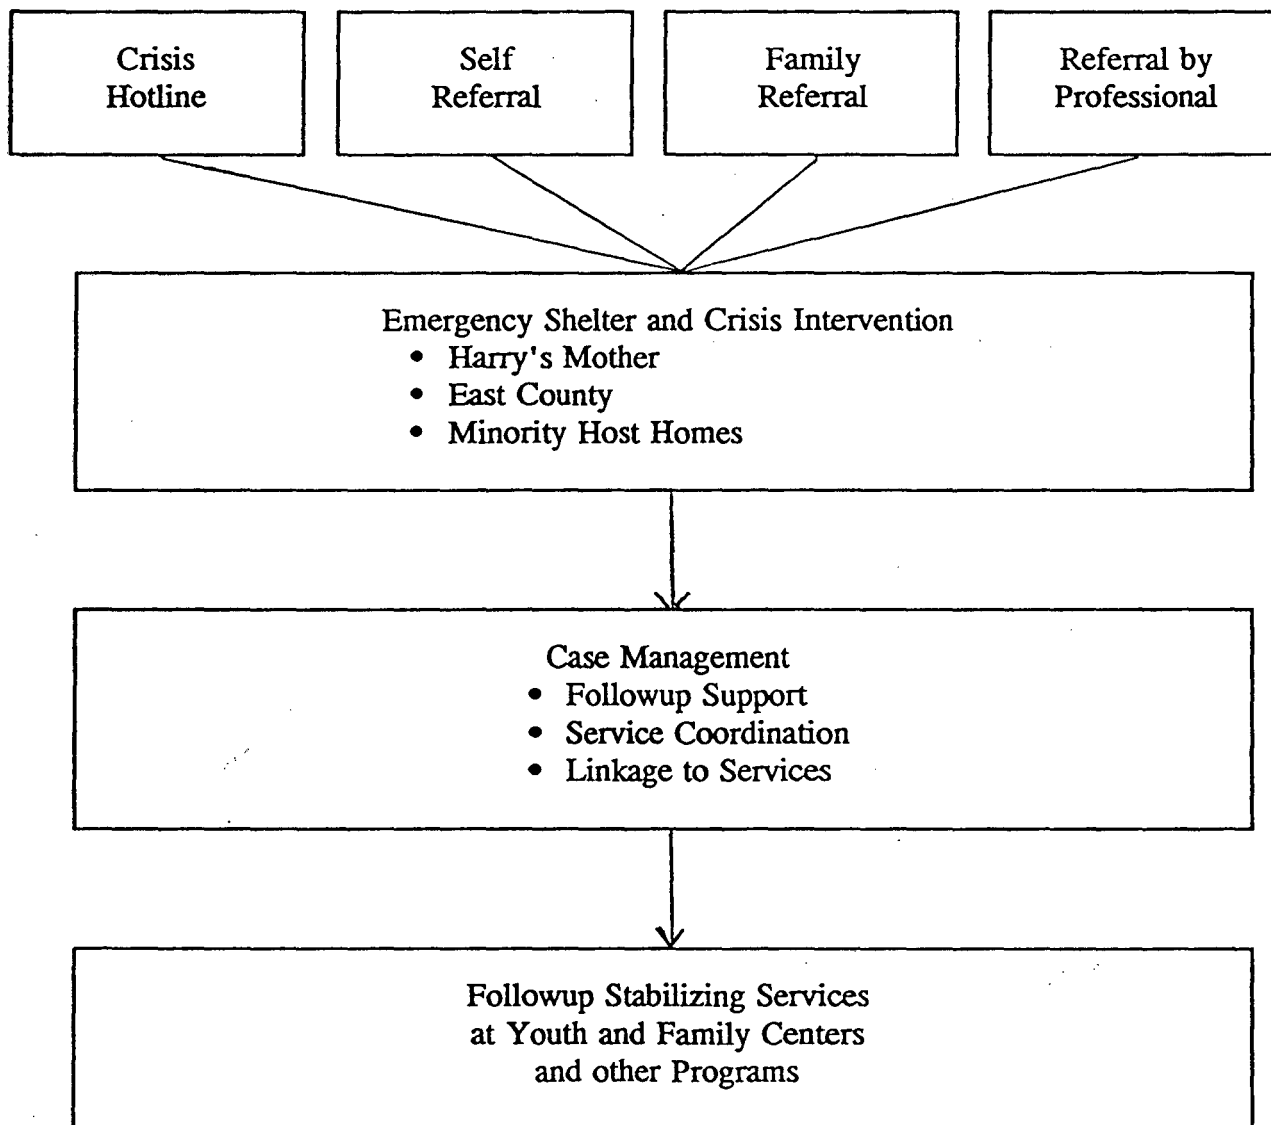 Crisis
Hotline
Self
Referral
Family
Referral
Referral by
Professional
Emergency Shelter and Crisis Intervention
• Harry's Mother
• East County
• Minority Host Homes
Case Management
• Followup Support
• Service Coordination
• Linkage to Services
Followup Stabilizing Services
at Youth and Family Centers
and other Programs